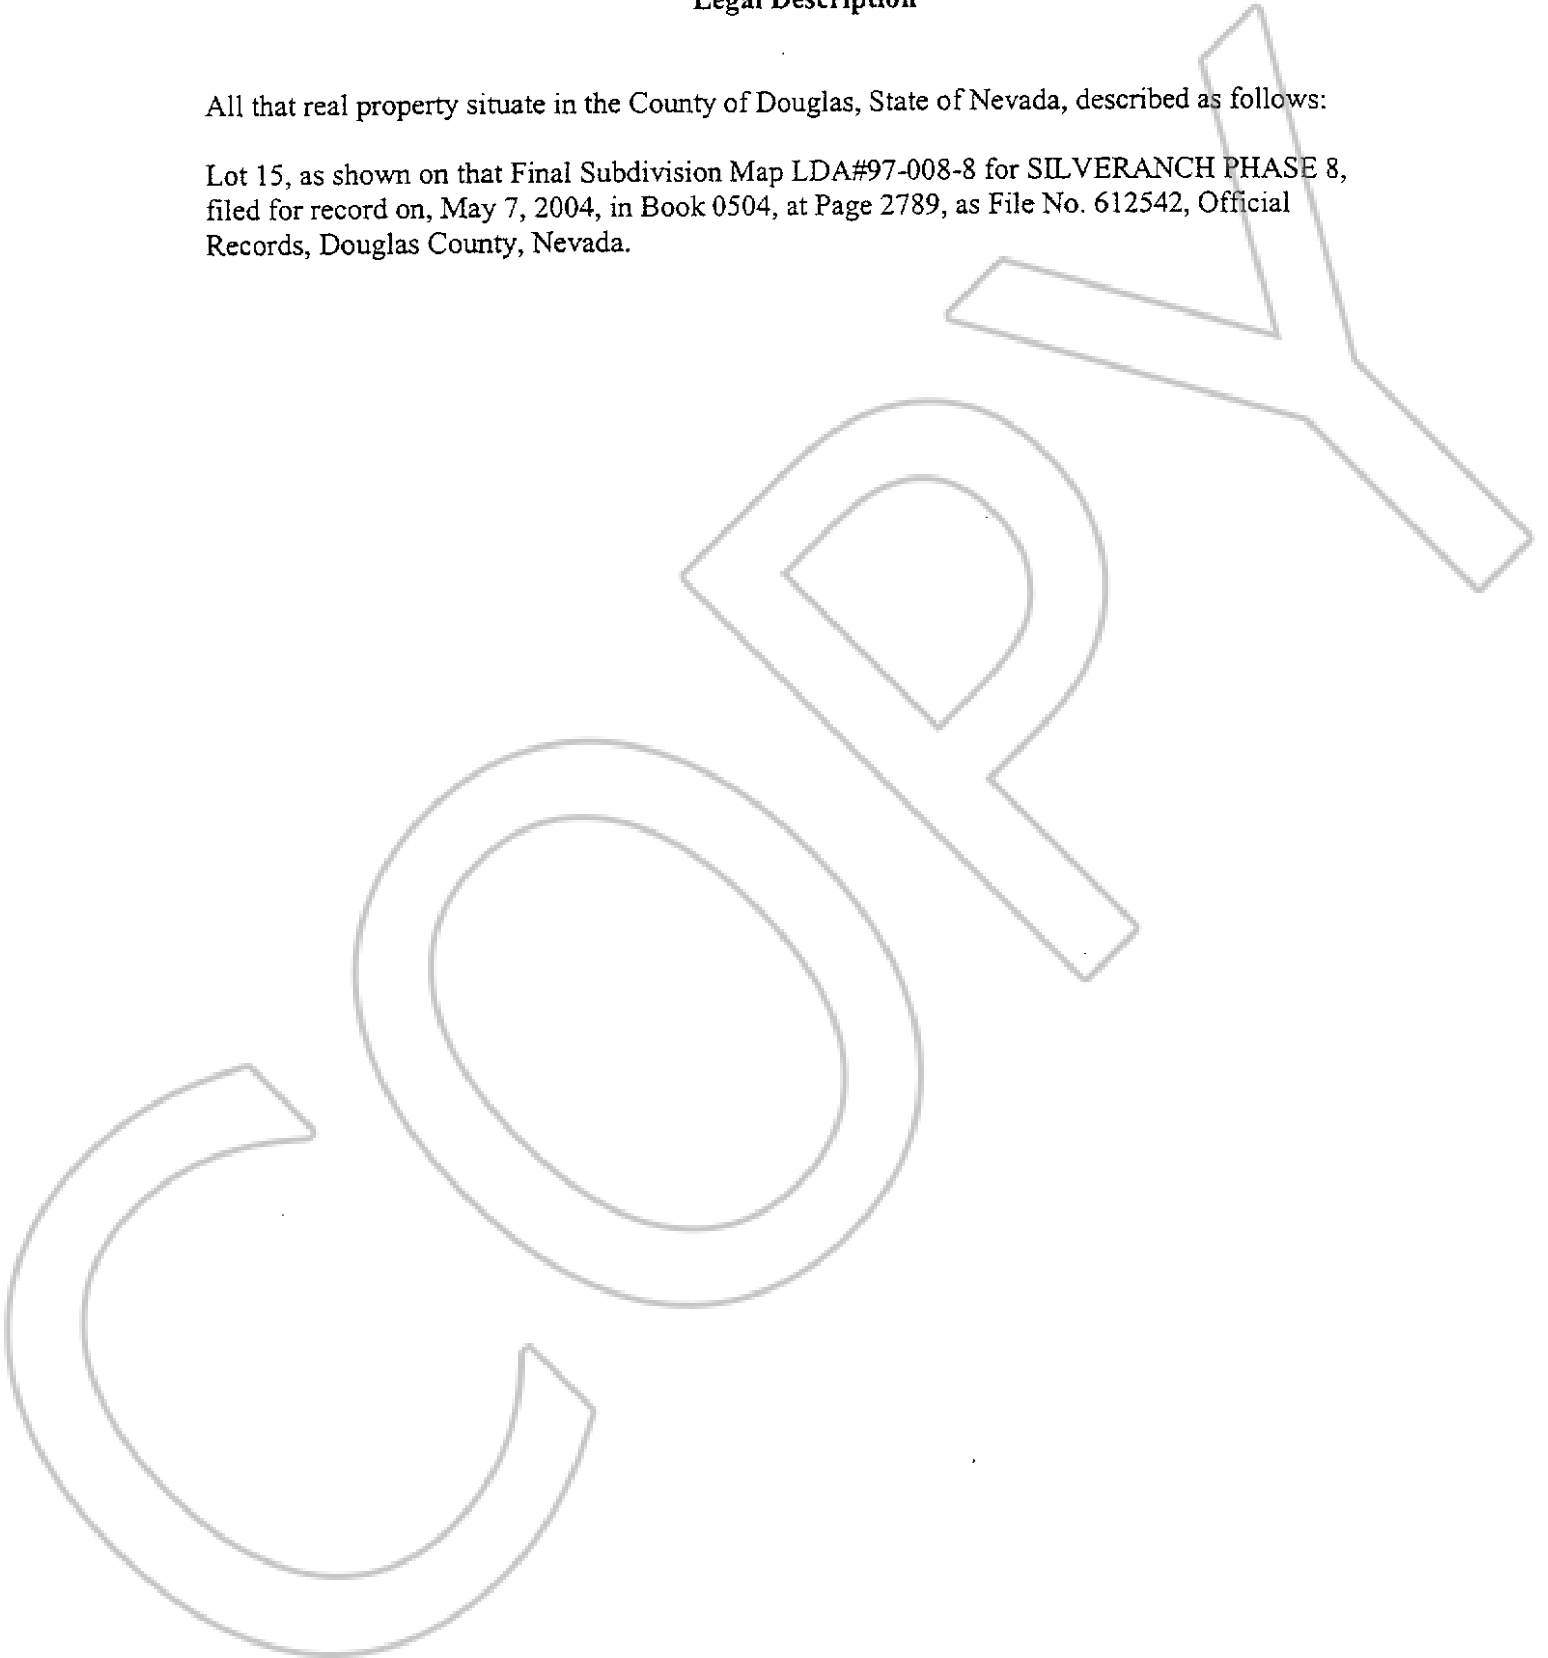 Legal Description
All that real property situate in the County of Douglas, State of Nevada, described as follows:
Lot 15, as shown on that Final Subdivision Map LDA#97-008-8 for SILVERANCH PHASE 8,
filed for record on, May 7, 2004, in Book 0504, at Page 2789, as File No. 612542, Official
Records, Douglas County, Nevada.
COPY